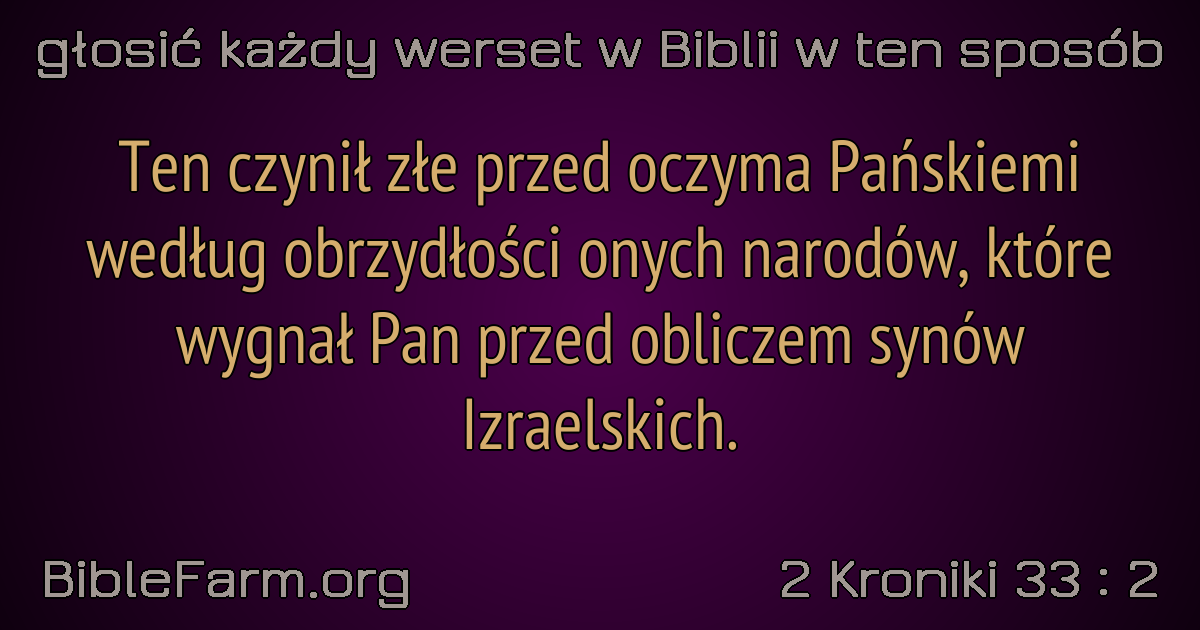 głosić każdy werset w Biblii w ten sposób
Ten czynił złe przed oczyma Pańskiemi
według obrzydłości onych narodów, które
wygnał Pan przed obliczem synów
Izraelskich.
BibleFarm.org
2 Kroniki 33 : 2